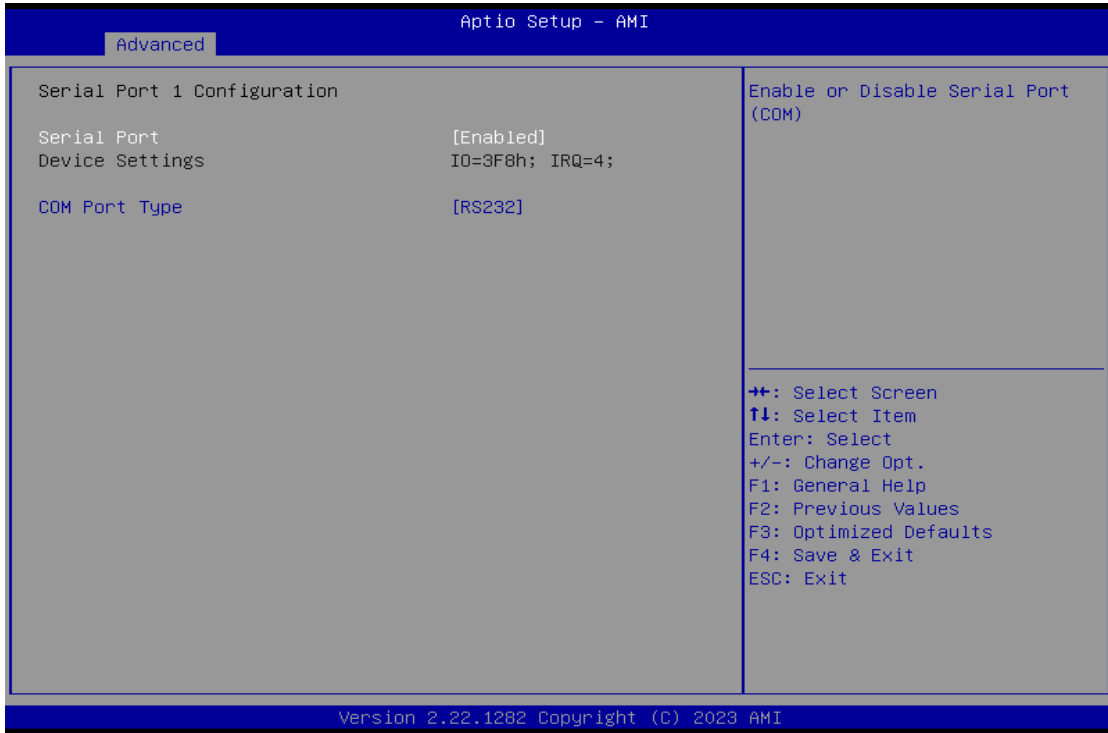 Aptio Setup – AMI
Advanced
Serial Port 1 Configuration
Serial Port [Enabled]
Device Settings IO=3F8h; IRQ=4;
COM Port Type [RS232]
Enable or Disable Serial Port
(COM)
→←: Select Screen
↑↓: Select Item
Enter: Select
+/-: Change Opt.
F1: General Help
F2: Previous Values
F3: Optimized Defaults
F4: Save & Exit
ESC: Exit
Version 2.22.1282 Copyright (C) 2023 AMI